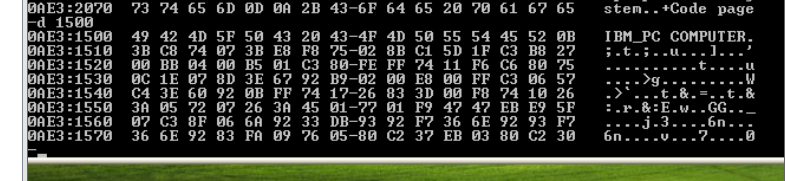 0AE3:2070  73 74 65 6D 0D 0A 2B 43-6F 64 65 20 70 61 67 65   stem..+Code page
-d 1500
0AE3:1500  49 42 4D 5F 50 43 20 43-4F 4D 50 55 54 45 52 0B   IBM_PC COMPUTER.
0AE3:1510  3B C8 74 07 3B E8 F8 75-02 8B C1 5D 1F C3 B8 27   ;.t.;..u...]...'
0AE3:1520  00 BB 04 00 B5 01 C3 80-FE FF 74 11 F6 C6 80 75   ..........t....u
0AE3:1530  0C 1E 07 8D 3E 67 92 B9-02 00 E8 00 FF C3 06 57   ....>g.........W
0AE3:1540  C4 3E 60 92 0B FF 74 17-26 83 3D 00 F8 74 10 26   .>`...t.&.=..t.&
0AE3:1550  3A 05 72 07 26 3A 45 01-77 01 F9 47 47 EB E9 5F   :.r.&:E.w..GG.._
0AE3:1560  07 C3 8F 06 6A 92 33 DB-93 92 F7 36 6E 92 93 F7   ....j.3....6n...
0AE3:1570  36 6E 92 83 FA 09 76 05-80 C2 37 EB 03 80 C2 30   6n....v...7....0
-